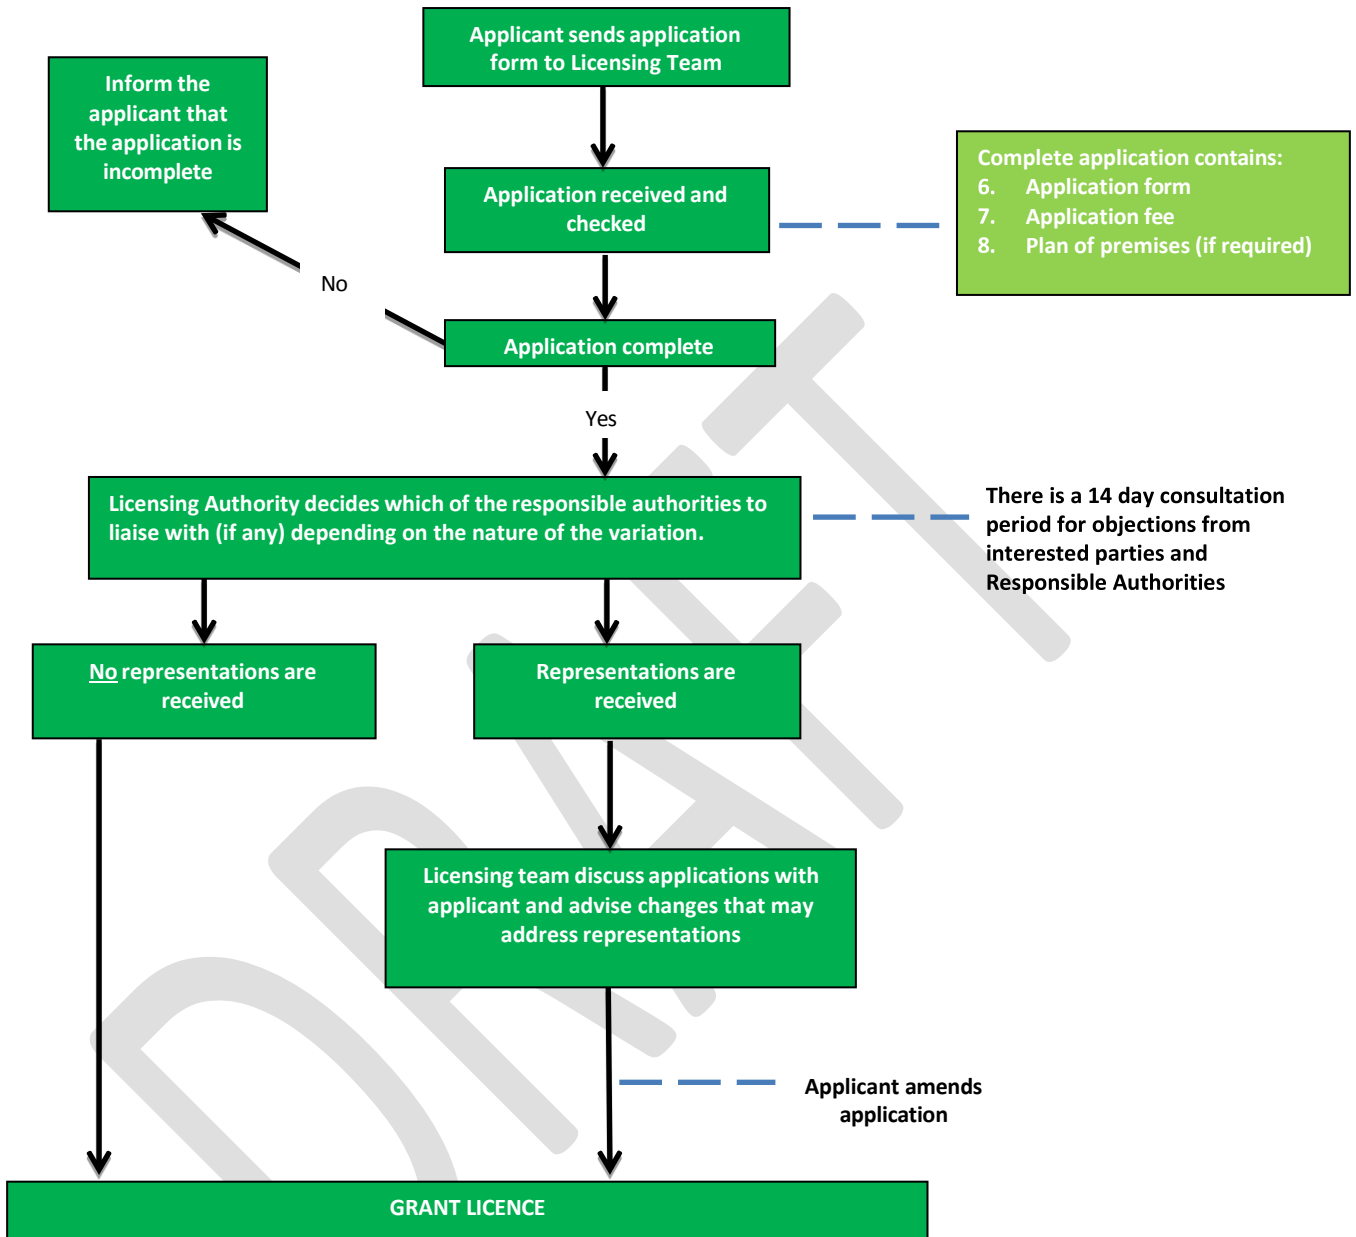 Applicant sends application
form to Licensing Team
Inform the
applicant that
the application is
incomplete
Complete application contains:
6. Application form
7. Application fee
8. Plan of premises (if required)
Application received and
checked
No
Application complete
Yes
Licensing Authority decides which of the responsible authorities to
liaise with (if any) depending on the nature of the variation.
There is a 14 day consultation
period for objections from
interested parties and
Responsible Authorities
No representations are
received
Representations are
received
Licensing team discuss applications with
applicant and advise changes that may
address representations
Applicant amends
application
GRANT LICENCE
DRAFT